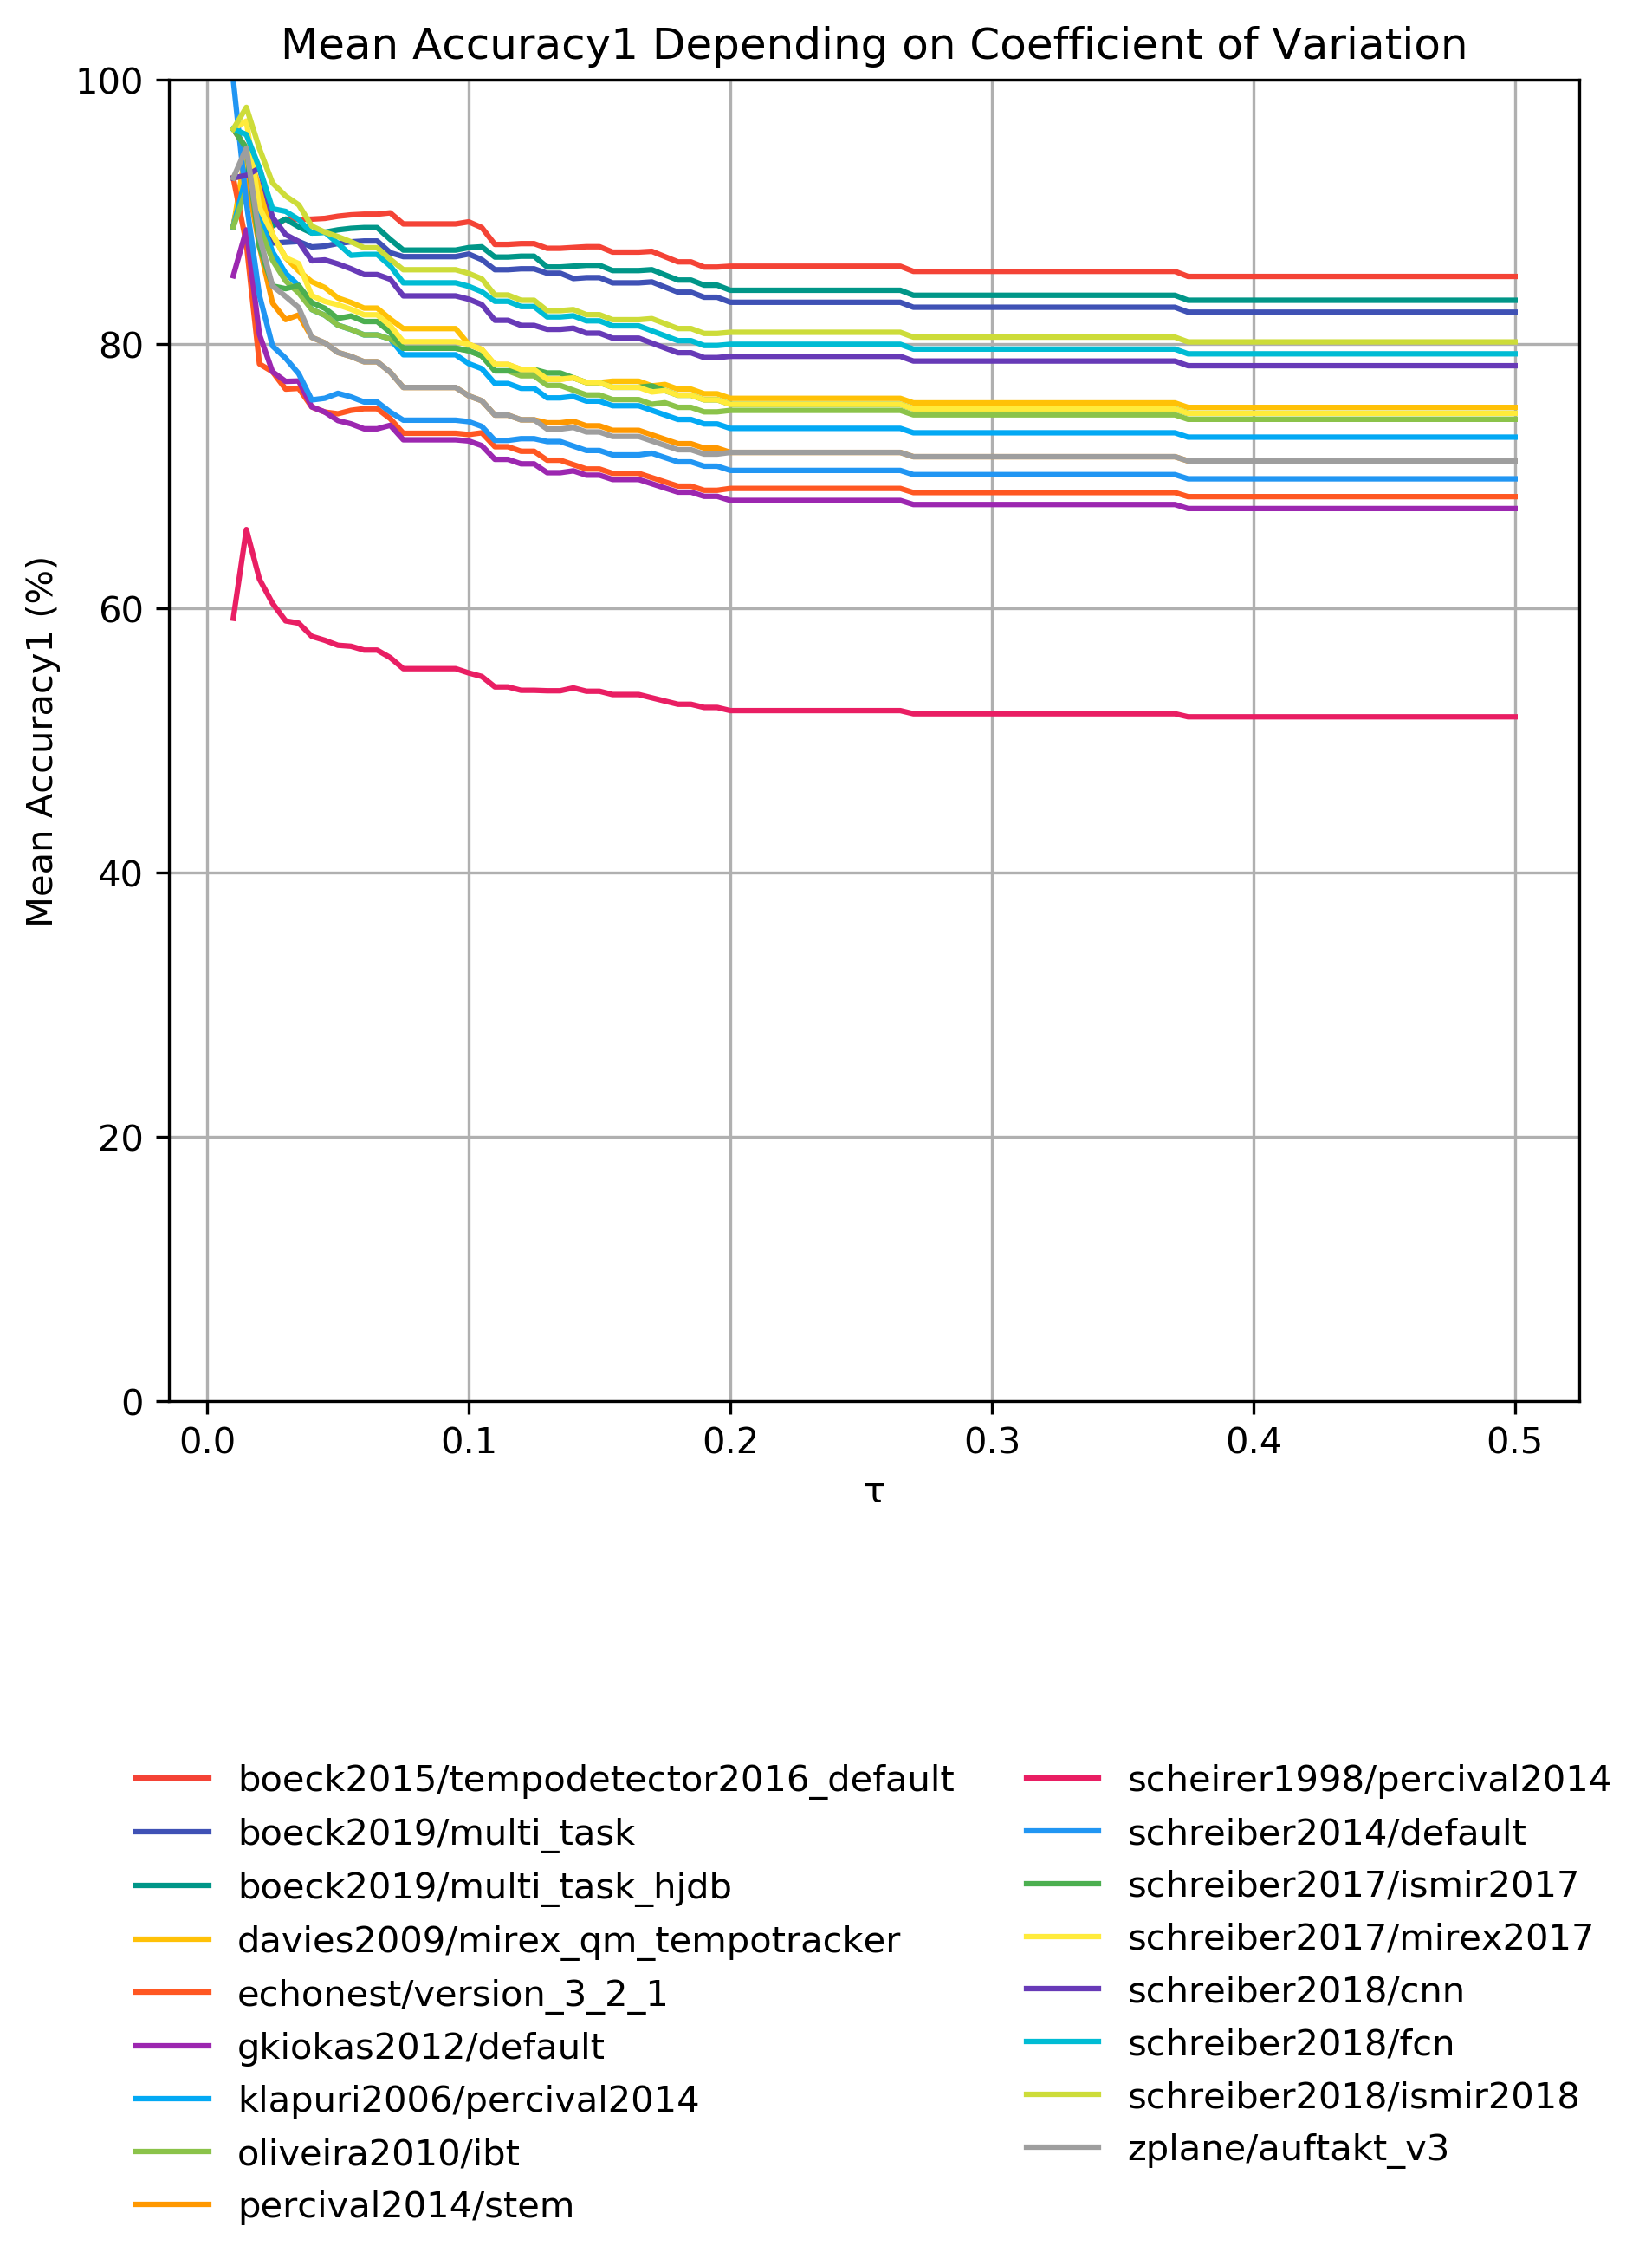 Mean Accuracy1 Depending on Coefficient of Variation
100
80
60
40
20
0
Mean Accuracy1 (%)
0.0 0.1 0.2 0.3 0.4 0.5
τ
boeck2015/tempodetector2016_default
boeck2019/multi_task
boeck2019/multi_task_hjdb
davies2009/mirex_qm_tempotracker
echonest/version_3_2_1
gkiokas2012/default
klapuri2006/percival2014
oliveira2010/ibt
percival2014/stem
scheirer1998/percival2014
schreiber2014/default
schreiber2017/ismir2017
schreiber2017/mirex2017
schreiber2018/cnn
schreiber2018/fcn
schreiber2018/ismir2018
zplane/auftakt_v3